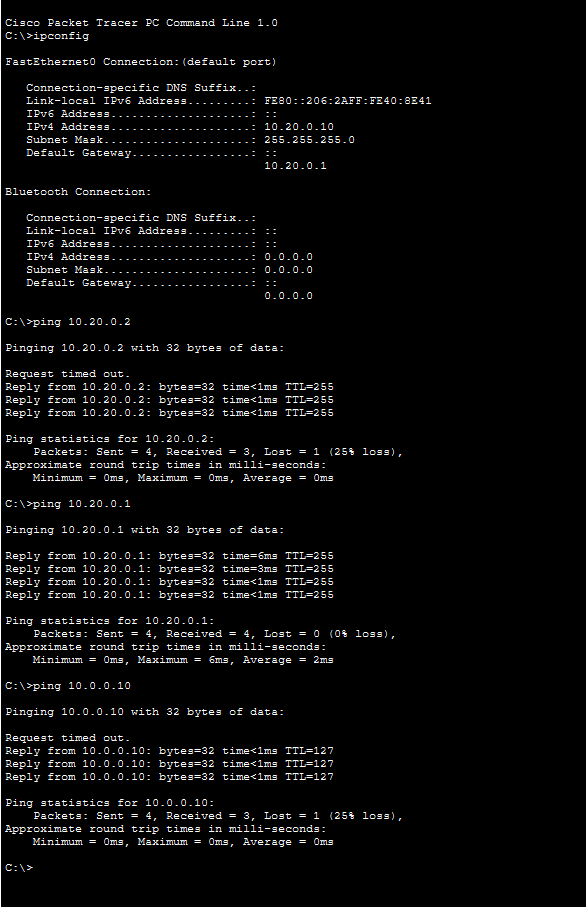 Cisco Packet Tracer PC Command Line 1.0
C:\>ipconfig
FastEthernet0 Connection:(default port)
Connection-specific DNS Suffix..:
Link-local IPv6 Address.........: FE80::206:2AFF:FE40:8E41
IPv6 Address....................: ::
IPv4 Address....................: 10.20.0.10
Subnet Mask.....................: 255.255.255.0
Default Gateway.................: ::
10.20.0.1
Bluetooth Connection:
Connection-specific DNS Suffix..:
Link-local IPv6 Address.........: ::
IPv6 Address....................: ::
IPv4 Address....................: 0.0.0.0
Subnet Mask.....................: 0.0.0.0
Default Gateway.................: ::
0.0.0.0
C:\>ping 10.20.0.2
Pinging 10.20.0.2 with 32 bytes of data:
Request timed out.
Reply from 10.20.0.2: bytes=32 time<1ms TTL=255
Reply from 10.20.0.2: bytes=32 time<1ms TTL=255
Reply from 10.20.0.2: bytes=32 time<1ms TTL=255
Ping statistics for 10.20.0.2:
Packets: Sent = 4, Received = 3, Lost = 1 (25% loss),
Approximate round trip times in milli-seconds:
Minimum = 0ms, Maximum = 0ms, Average = 0ms
C:\>ping 10.20.0.1
Pinging 10.20.0.1 with 32 bytes of data:
Reply from 10.20.0.1: bytes=32 time=6ms TTL=255
Reply from 10.20.0.1: bytes=32 time=3ms TTL=255
Reply from 10.20.0.1: bytes=32 time<1ms TTL=255
Reply from 10.20.0.1: bytes=32 time<1ms TTL=255
Ping statistics for 10.20.0.1:
Packets: Sent = 4, Received = 4, Lost = 0 (0% loss),
Approximate round trip times in milli-seconds:
Minimum = 0ms, Maximum = 6ms, Average = 2ms
C:\>ping 10.0.0.10
Pinging 10.0.0.10 with 32 bytes of data:
Request timed out.
Reply from 10.0.0.10: bytes=32 time<1ms TTL=127
Reply from 10.0.0.10: bytes=32 time<1ms TTL=127
Reply from 10.0.0.10: bytes=32 time<1ms TTL=127
Ping statistics for 10.0.0.10:
Packets: Sent = 4, Received = 3, Lost = 1 (25% loss),
Approximate round trip times in milli-seconds:
Minimum = 0ms, Maximum = 0ms, Average = 0ms
C:\>